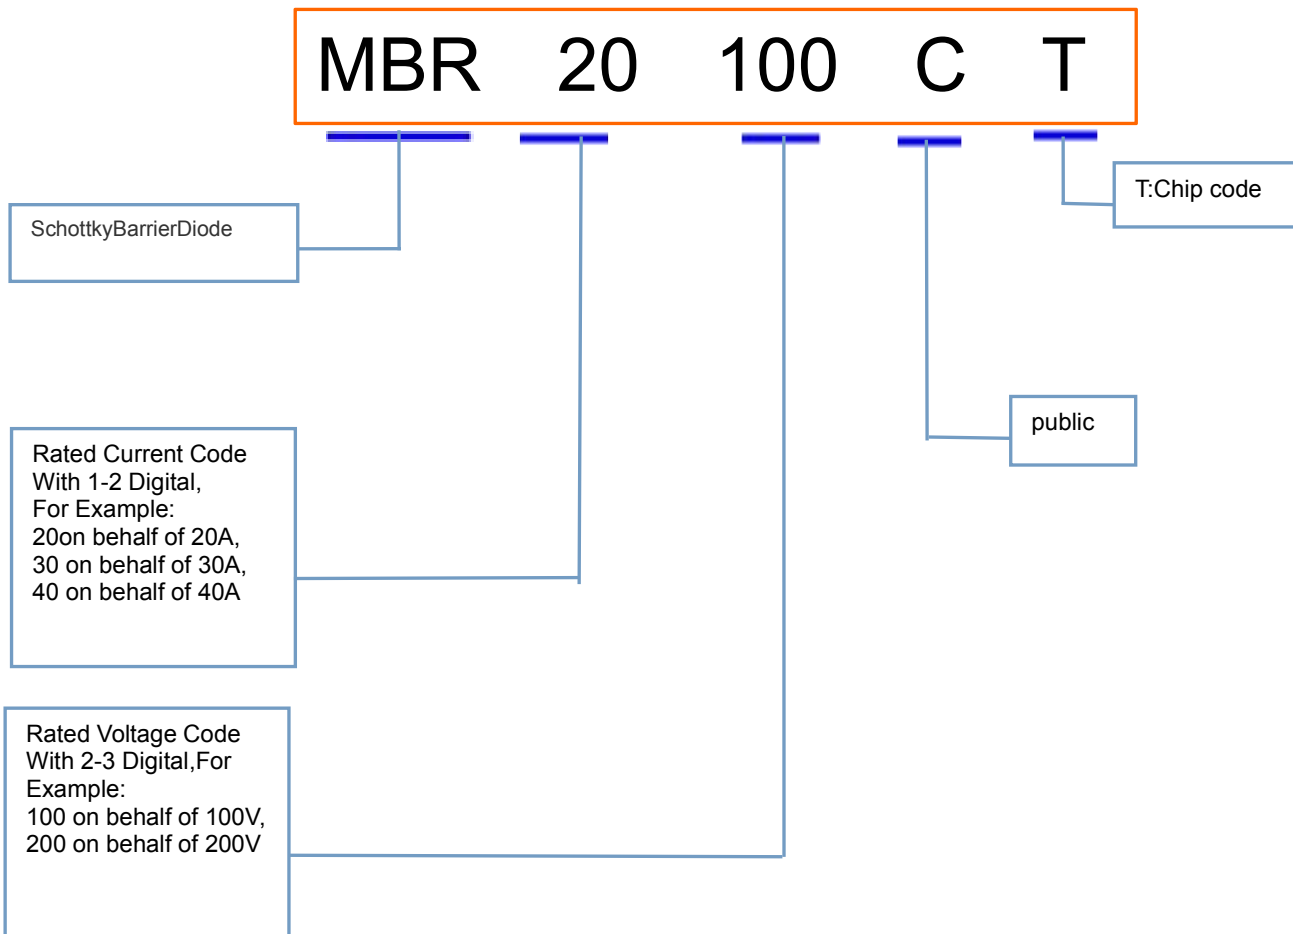 MBR 20 100 C T
T:Chip code
SchottkyBarrierDiode
public
Rated Current Code
With 1-2 Digital,
For Example:
20on behalf of 20A,
30 on behalf of 30A,
40 on behalf of 40A
Rated Voltage Code
With 2-3 Digital,For
Example:
100 on behalf of 100V,
200 on behalf of 200V